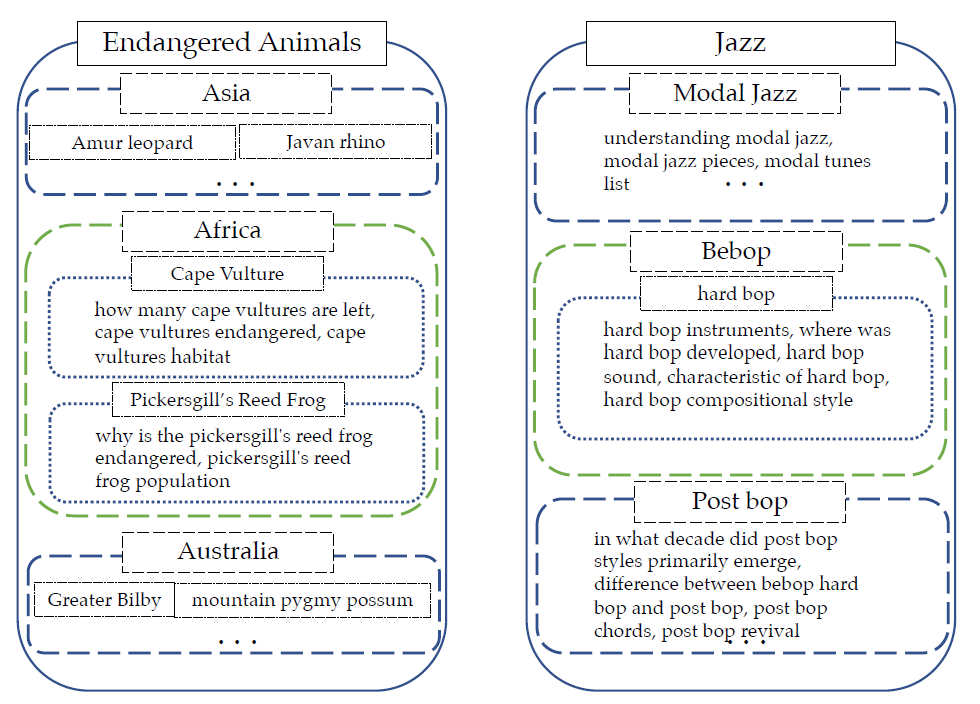 Endangered Animals
Asia
Amur leopard
Javan rhino
. . .
Africa
Cape Vulture
how many cape vultures are left,
cape vultures endangered, cape
vultures habitat
Pickersgill’s Reed Frog
why is the pickersgill's reed frog
endangered, pickersgill's reed
frog population
Australia
Greater Bilby
mountain pygmy possum
. . .
Jazz
Modal Jazz
understanding modal jazz,
modal jazz pieces, modal tunes
list . . .
Bebop
hard bop
hard bop instruments, where was
hard bop developed, hard bop
sound, characteristic of hard bop,
hard bop compositional style
Post bop
in what decade did post bop
styles primarily emerge,
difference between bebop hard
bop and post bop, post bop
chords, post bop revival
. . .